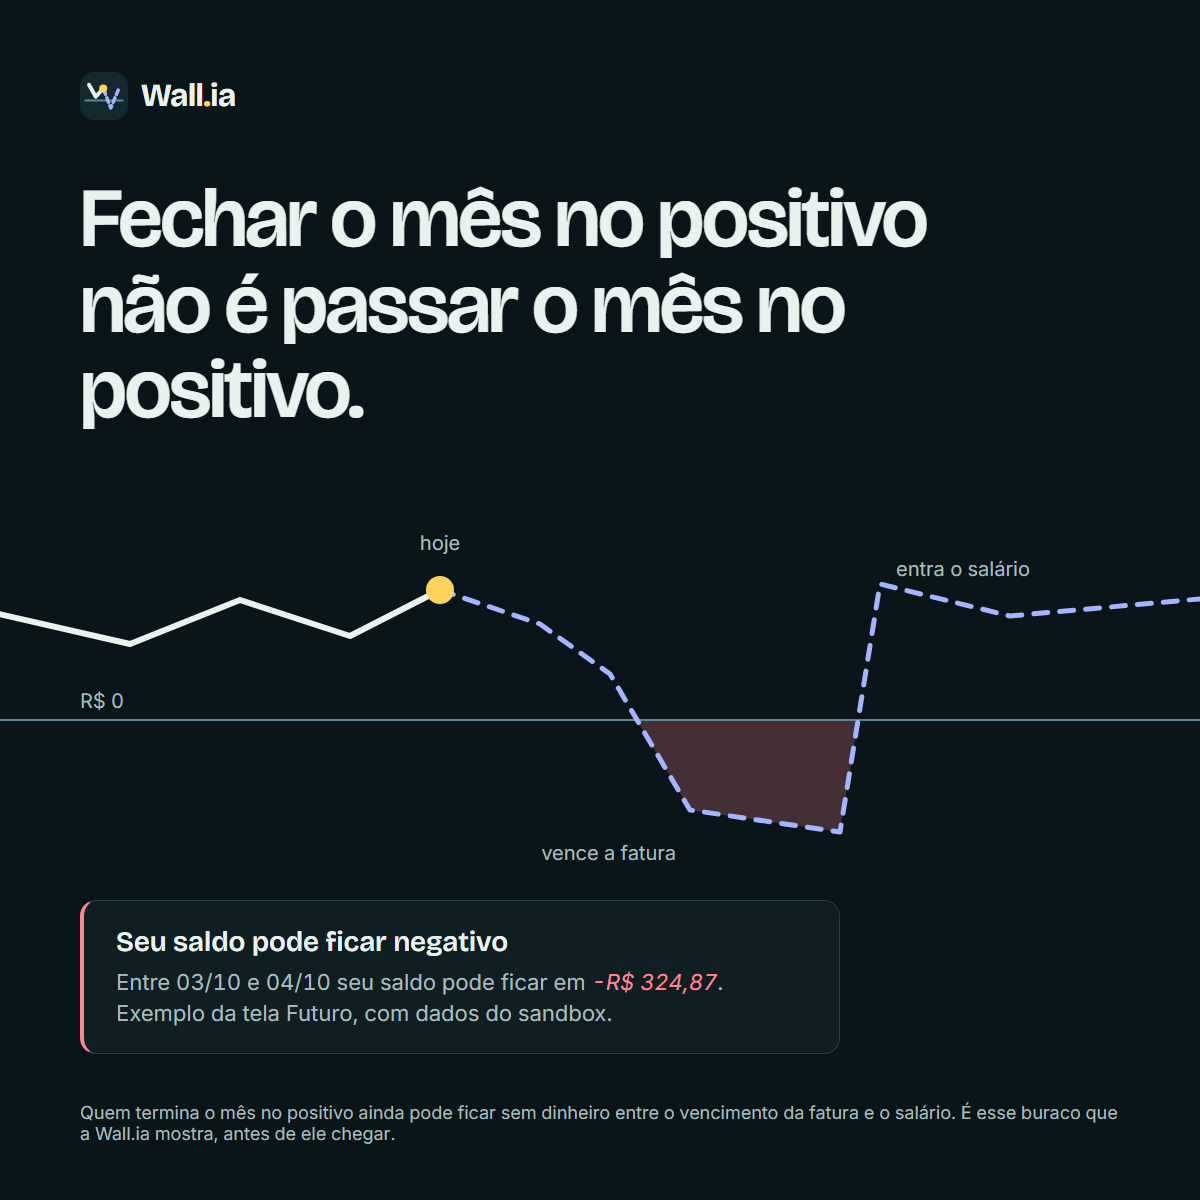 Wall.ia
Fechar o mês no positivo
não é passar o mês no
positivo.
hoje
entra o salário
R$ 0
vence a fatura
Seu saldo pode ficar negativo
Entre 03/10 e 04/10 seu saldo pode ficar em -R$ 324,87.
Exemplo da tela Futuro, com dados do sandbox.
Quem termina o mês no positivo ainda pode ficar sem dinheiro entre o vencimento da fatura e o salário. É esse buraco que
a Wall.ia mostra, antes de ele chegar.